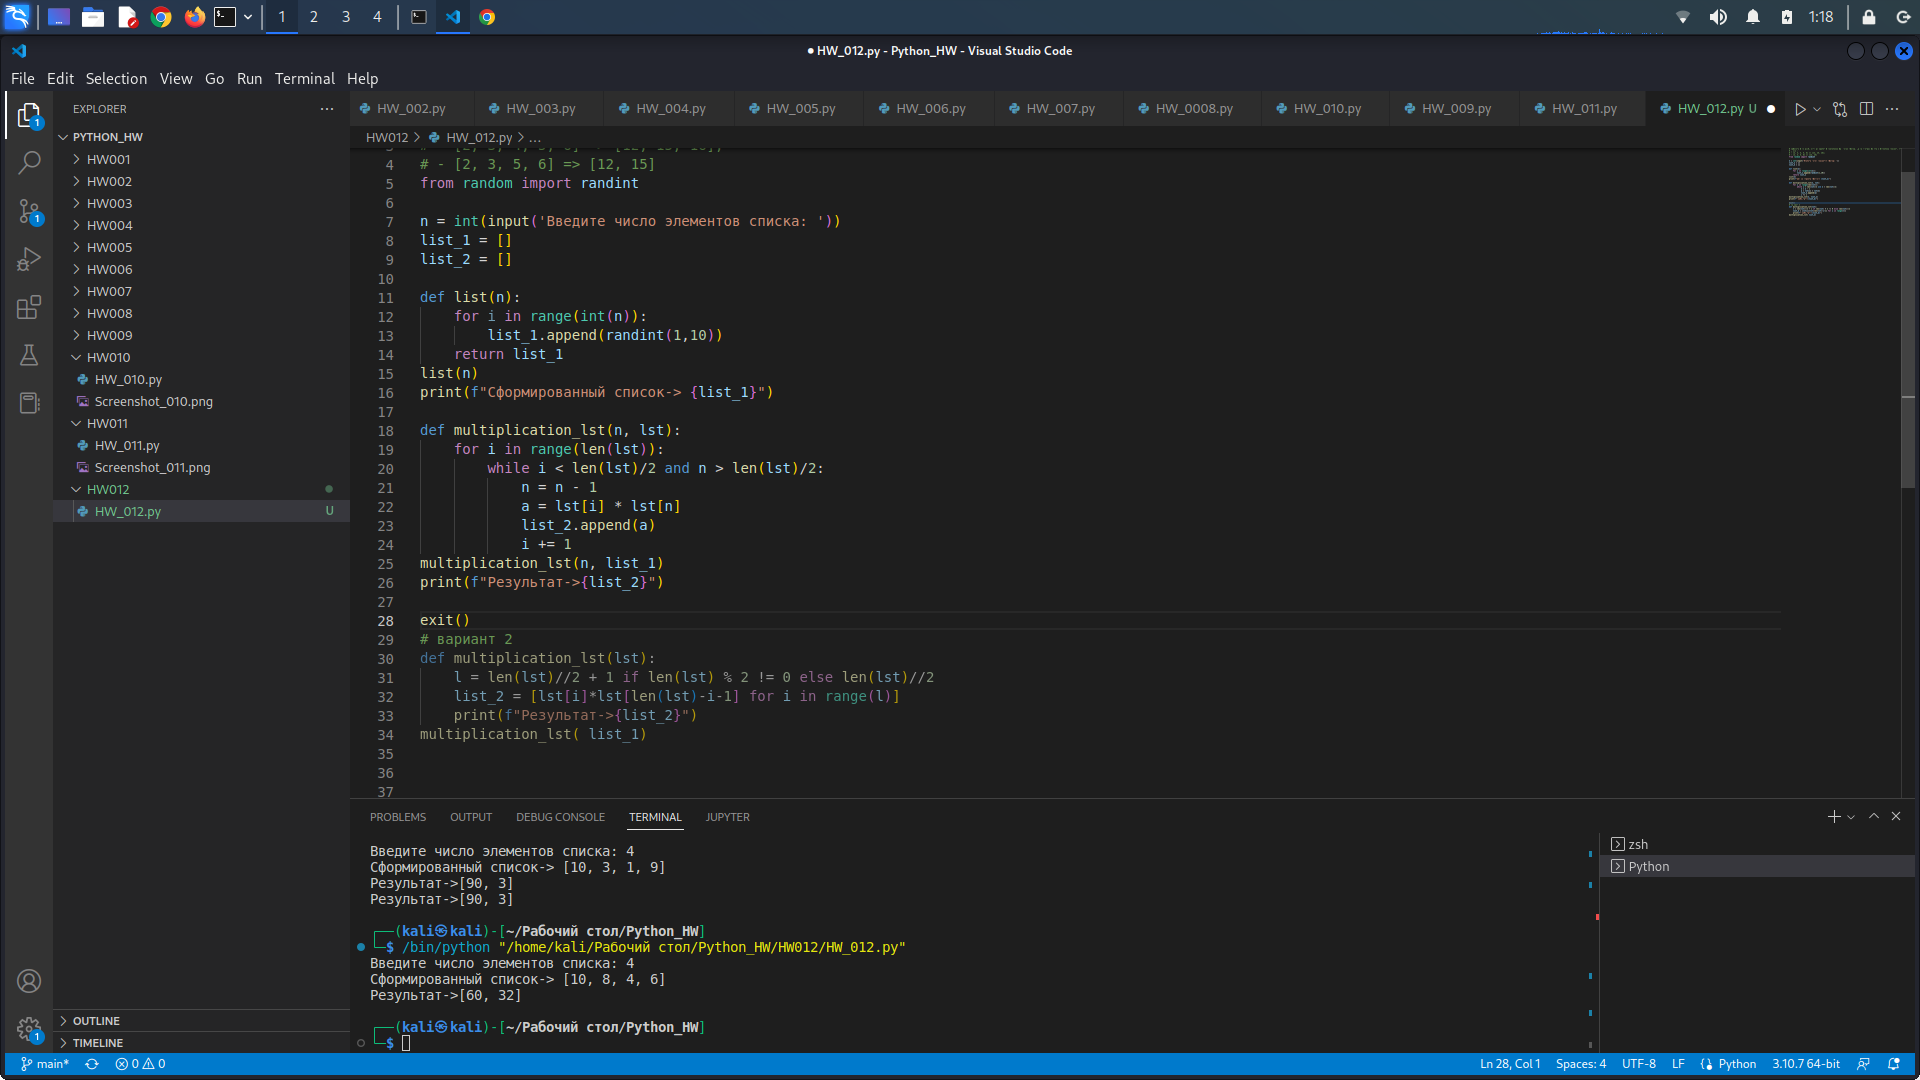 1 2 3 4
1:18
● HW_012.py - Python_HW - Visual Studio Code
File Edit Selection View Go Run Terminal Help
EXPLORER
PYTHON_HW
HW001
HW002
HW003
HW004
HW005
HW006
HW007
HW008
HW009
HW010
HW_010.py
Screenshot_010.png
HW011
HW_011.py
Screenshot_011.png
HW012
HW_012.py U
OUTLINE
TIMELINE
HW_002.py HW_003.py HW_004.py HW_005.py HW_006.py HW_007.py HW_0008.py HW_010.py HW_009.py HW_011.py HW_012.py U
HW012 > HW_012.py > ...
4 # - [2, 3, 5, 6] => [12, 15]
5 from random import randint
6
7 n = int(input('Введите число элементов списка: '))
8 list_1 = []
9 list_2 = []
10
11 def list(n):
12 for i in range(int(n)):
13 list_1.append(randint(1,10))
14 return list_1
15 list(n)
16 print(f"Сформированный список-> {list_1}")
17
18 def multiplication_lst(n, lst):
19 for i in range(len(lst)):
20 while i < len(lst)/2 and n > len(lst)/2:
21 n = n - 1
22 a = lst[i] * lst[n]
23 list_2.append(a)
24 i += 1
25 multiplication_lst(n, list_1)
26 print(f"Результат->{list_2}")
27
28 exit()
29 # вариант 2
30 def multiplication_lst(lst):
31 l = len(lst)//2 + 1 if len(lst) % 2 != 0 else len(lst)//2
32 list_2 = [lst[i]*lst[len(lst)-i-1] for i in range(l)]
33 print(f"Результат->{list_2}")
34 multiplication_lst( list_1)
35
36
37
PROBLEMS OUTPUT DEBUG CONSOLE TERMINAL JUPYTER
Введите число элементов списка: 4
Сформированный список-> [10, 3, 1, 9]
Результат->[90, 3]
Результат->[90, 3]
(kali㉿kali)-[~/Рабочий стол/Python_HW]
$ /bin/python "/home/kali/Рабочий стол/Python_HW/HW012/HW_012.py"
Введите число элементов списка: 4
Сформированный список-> [10, 8, 4, 6]
Результат->[60, 32]
(kali㉿kali)-[~/Рабочий стол/Python_HW]
$
zsh
Python
main* 0 0 Ln 28, Col 1 Spaces: 4 UTF-8 LF Python 3.10.7 64-bit